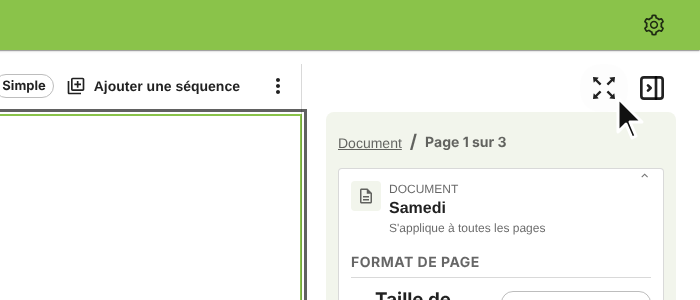 Simple
Ajouter une séquence
Document / Page 1 sur 3
DOCUMENT
Samedi
S'applique à toutes les pages
FORMAT DE PAGE
Taille de